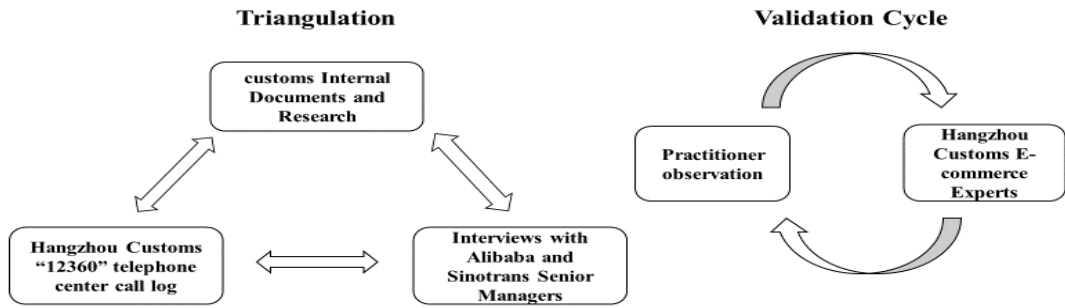 Triangulation
customs Internal
Documents and
Research
Hangzhou Customs
“12360” telephone
center call log
Interviews with
Alibaba and
Sinotrans Senior
Managers
Validation Cycle
Practitioner
observation
Hangzhou
Customs E-
commerce
Experts